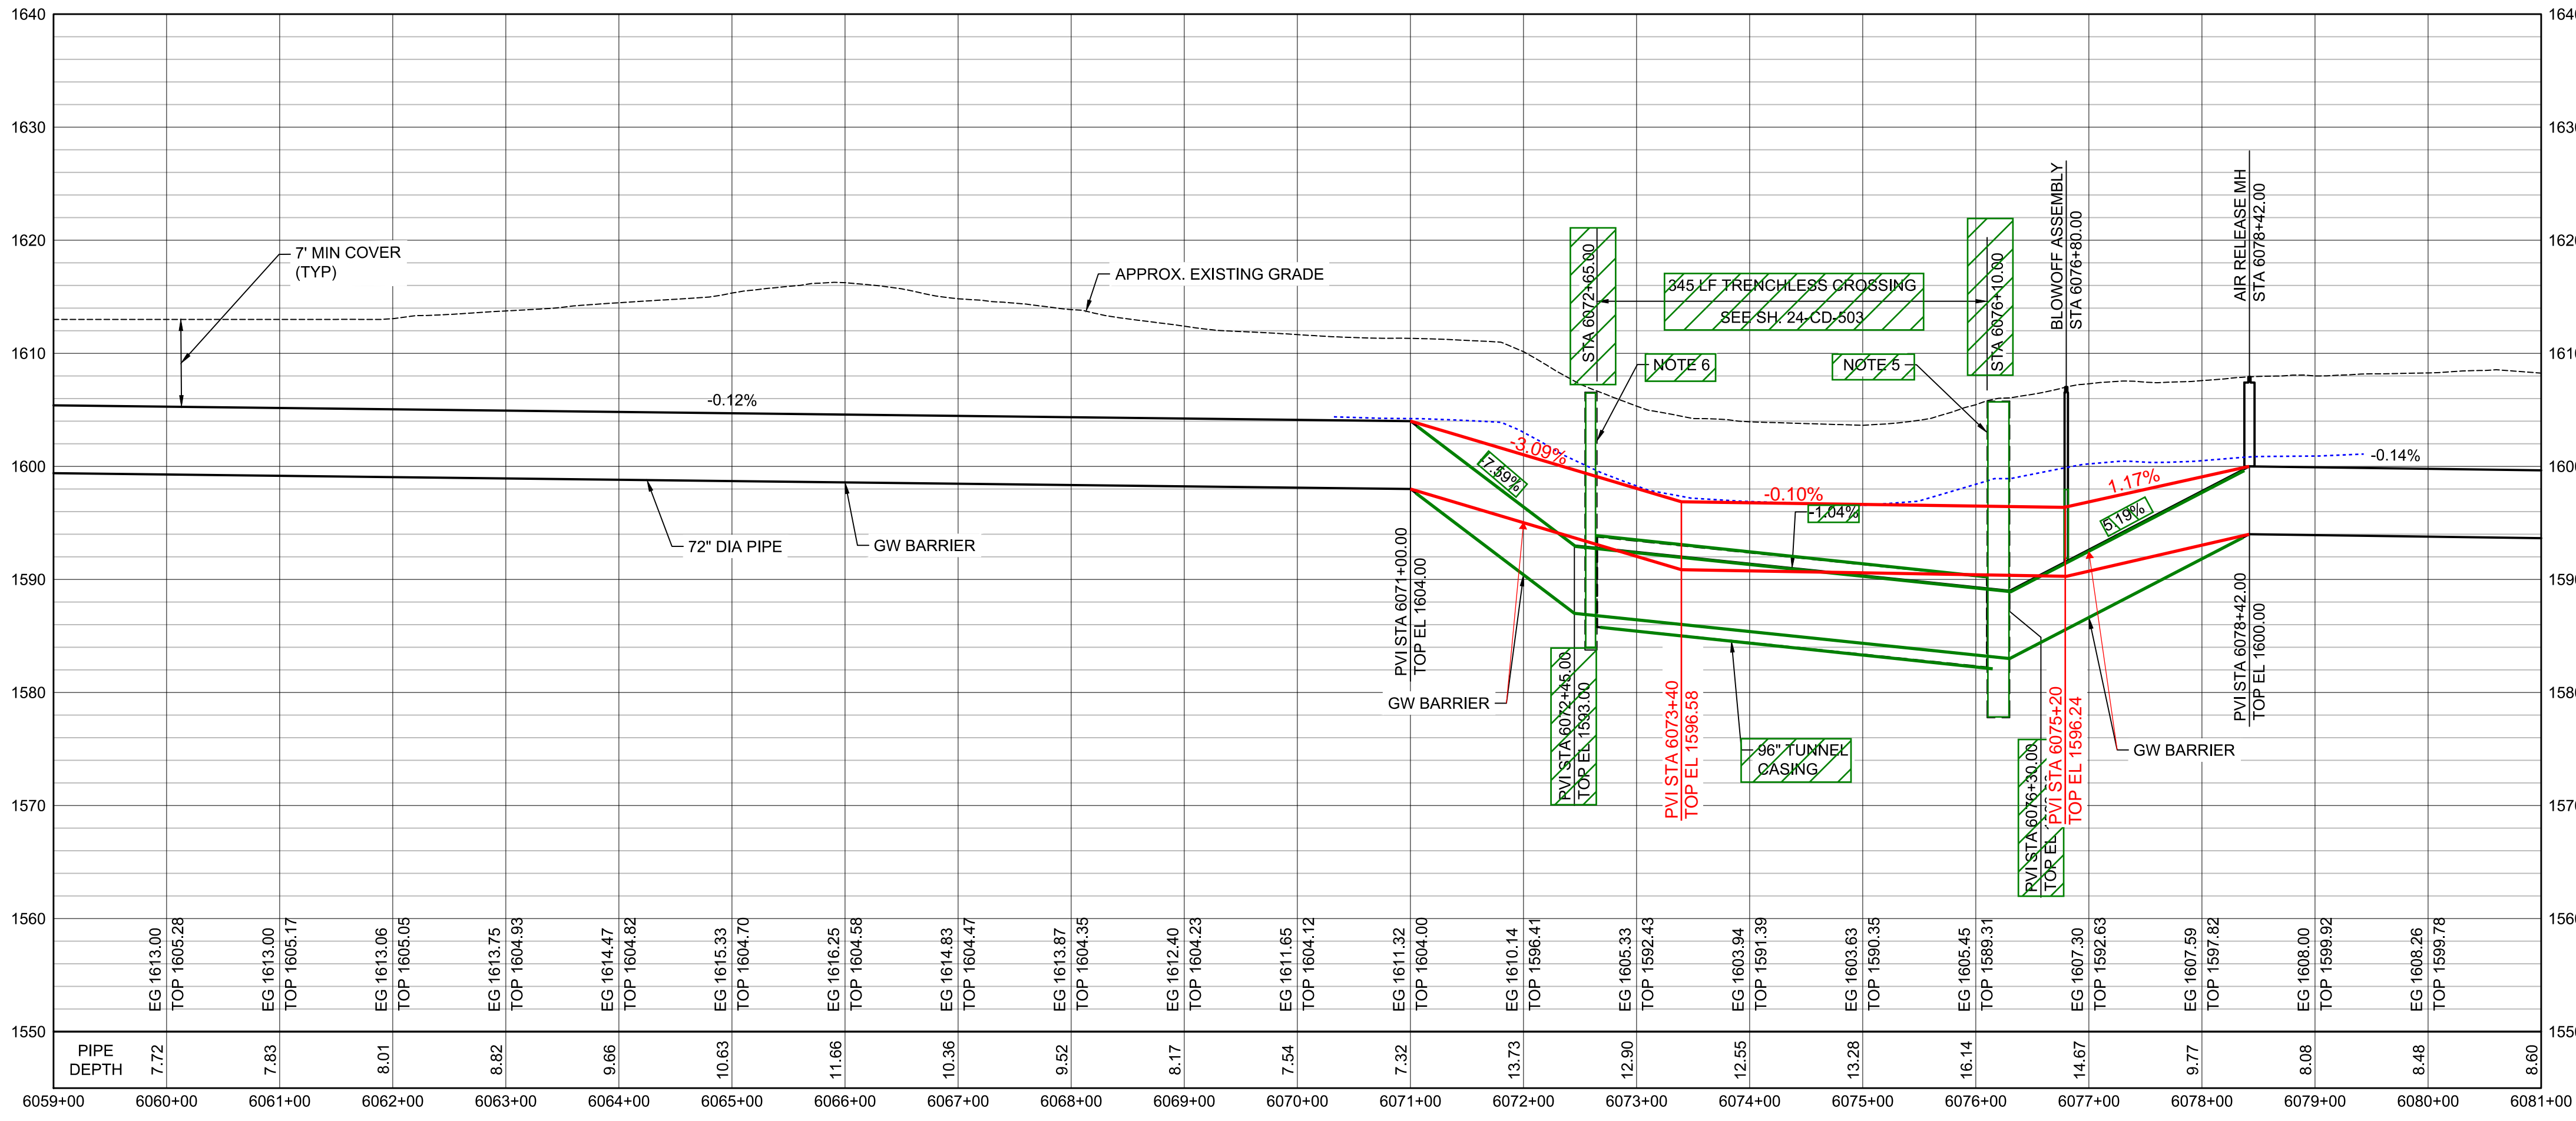 1640
1630
1620
1610
1600
1590
1580
1570
1560
1550
7' MIN COVER
(TYP)
-0.12%
72" DIA PIPE
GW BARRIER
APPROX. EXISTING GRADE
PVI STA 6071+00.00
TOP EL 1604.00
-3.09%
-7.59%
GW BARRIER
STA 6072+65.00
345 LF TRENCHLESS CROSSING
SEE SH. 24-CD-503
NOTE 6
NOTE 5
STA 6076+10.00
BLOWOFF ASSEMBLY
STA 6076+80.00
AIR RELEASE MH
STA 6078+42.00
-0.10%
-1.04%
1.17%
5.19%
-0.14%
PVI STA 6072+45.00
TOP EL 1593.00
PVI STA 6073+40
TOP EL 1596.58
96" TUNNEL
CASING
PVI STA 6076+30.00
TOP EL
PVI STA 6075+20
TOP EL 1596.24
GW BARRIER
PVI STA 6078+42.00
TOP EL 1600.00
EG 1613.00
TOP 1605.28
EG 1613.00
TOP 1605.17
EG 1613.06
TOP 1605.05
EG 1613.75
TOP 1604.93
EG 1614.47
TOP 1604.82
EG 1615.33
TOP 1604.70
EG 1616.25
TOP 1604.58
EG 1614.83
TOP 1604.47
EG 1613.87
TOP 1604.35
EG 1612.40
TOP 1604.23
EG 1611.65
TOP 1604.12
EG 1611.32
TOP 1604.00
EG 1610.14
TOP 1596.41
EG 1605.33
TOP 1592.43
EG 1603.94
TOP 1591.39
EG 1603.63
TOP 1590.35
EG 1605.45
TOP 1589.31
EG 1607.30
TOP 1592.63
EG 1607.59
TOP 1597.82
EG 1608.00
TOP 1599.92
EG 1608.26
TOP 1599.78
PIPE
DEPTH
7.72
7.83
8.01
8.82
9.66
10.63
11.66
10.36
9.52
8.17
7.54
7.32
13.73
12.90
12.55
13.28
16.14
14.67
9.77
8.08
8.48
8.60
6059+00
6060+00
6061+00
6062+00
6063+00
6064+00
6065+00
6066+00
6067+00
6068+00
6069+00
6070+00
6071+00
6072+00
6073+00
6074+00
6075+00
6076+00
6077+00
6078+00
6079+00
6080+00
6081+00